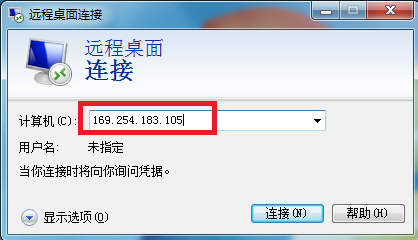 远程桌面连接
远程桌面
连接
计算机(C): 169.254.183.105
用户名: 未指定
当你连接时将向你询问凭据。
显示选项(O) 连接(N) 帮助(H)